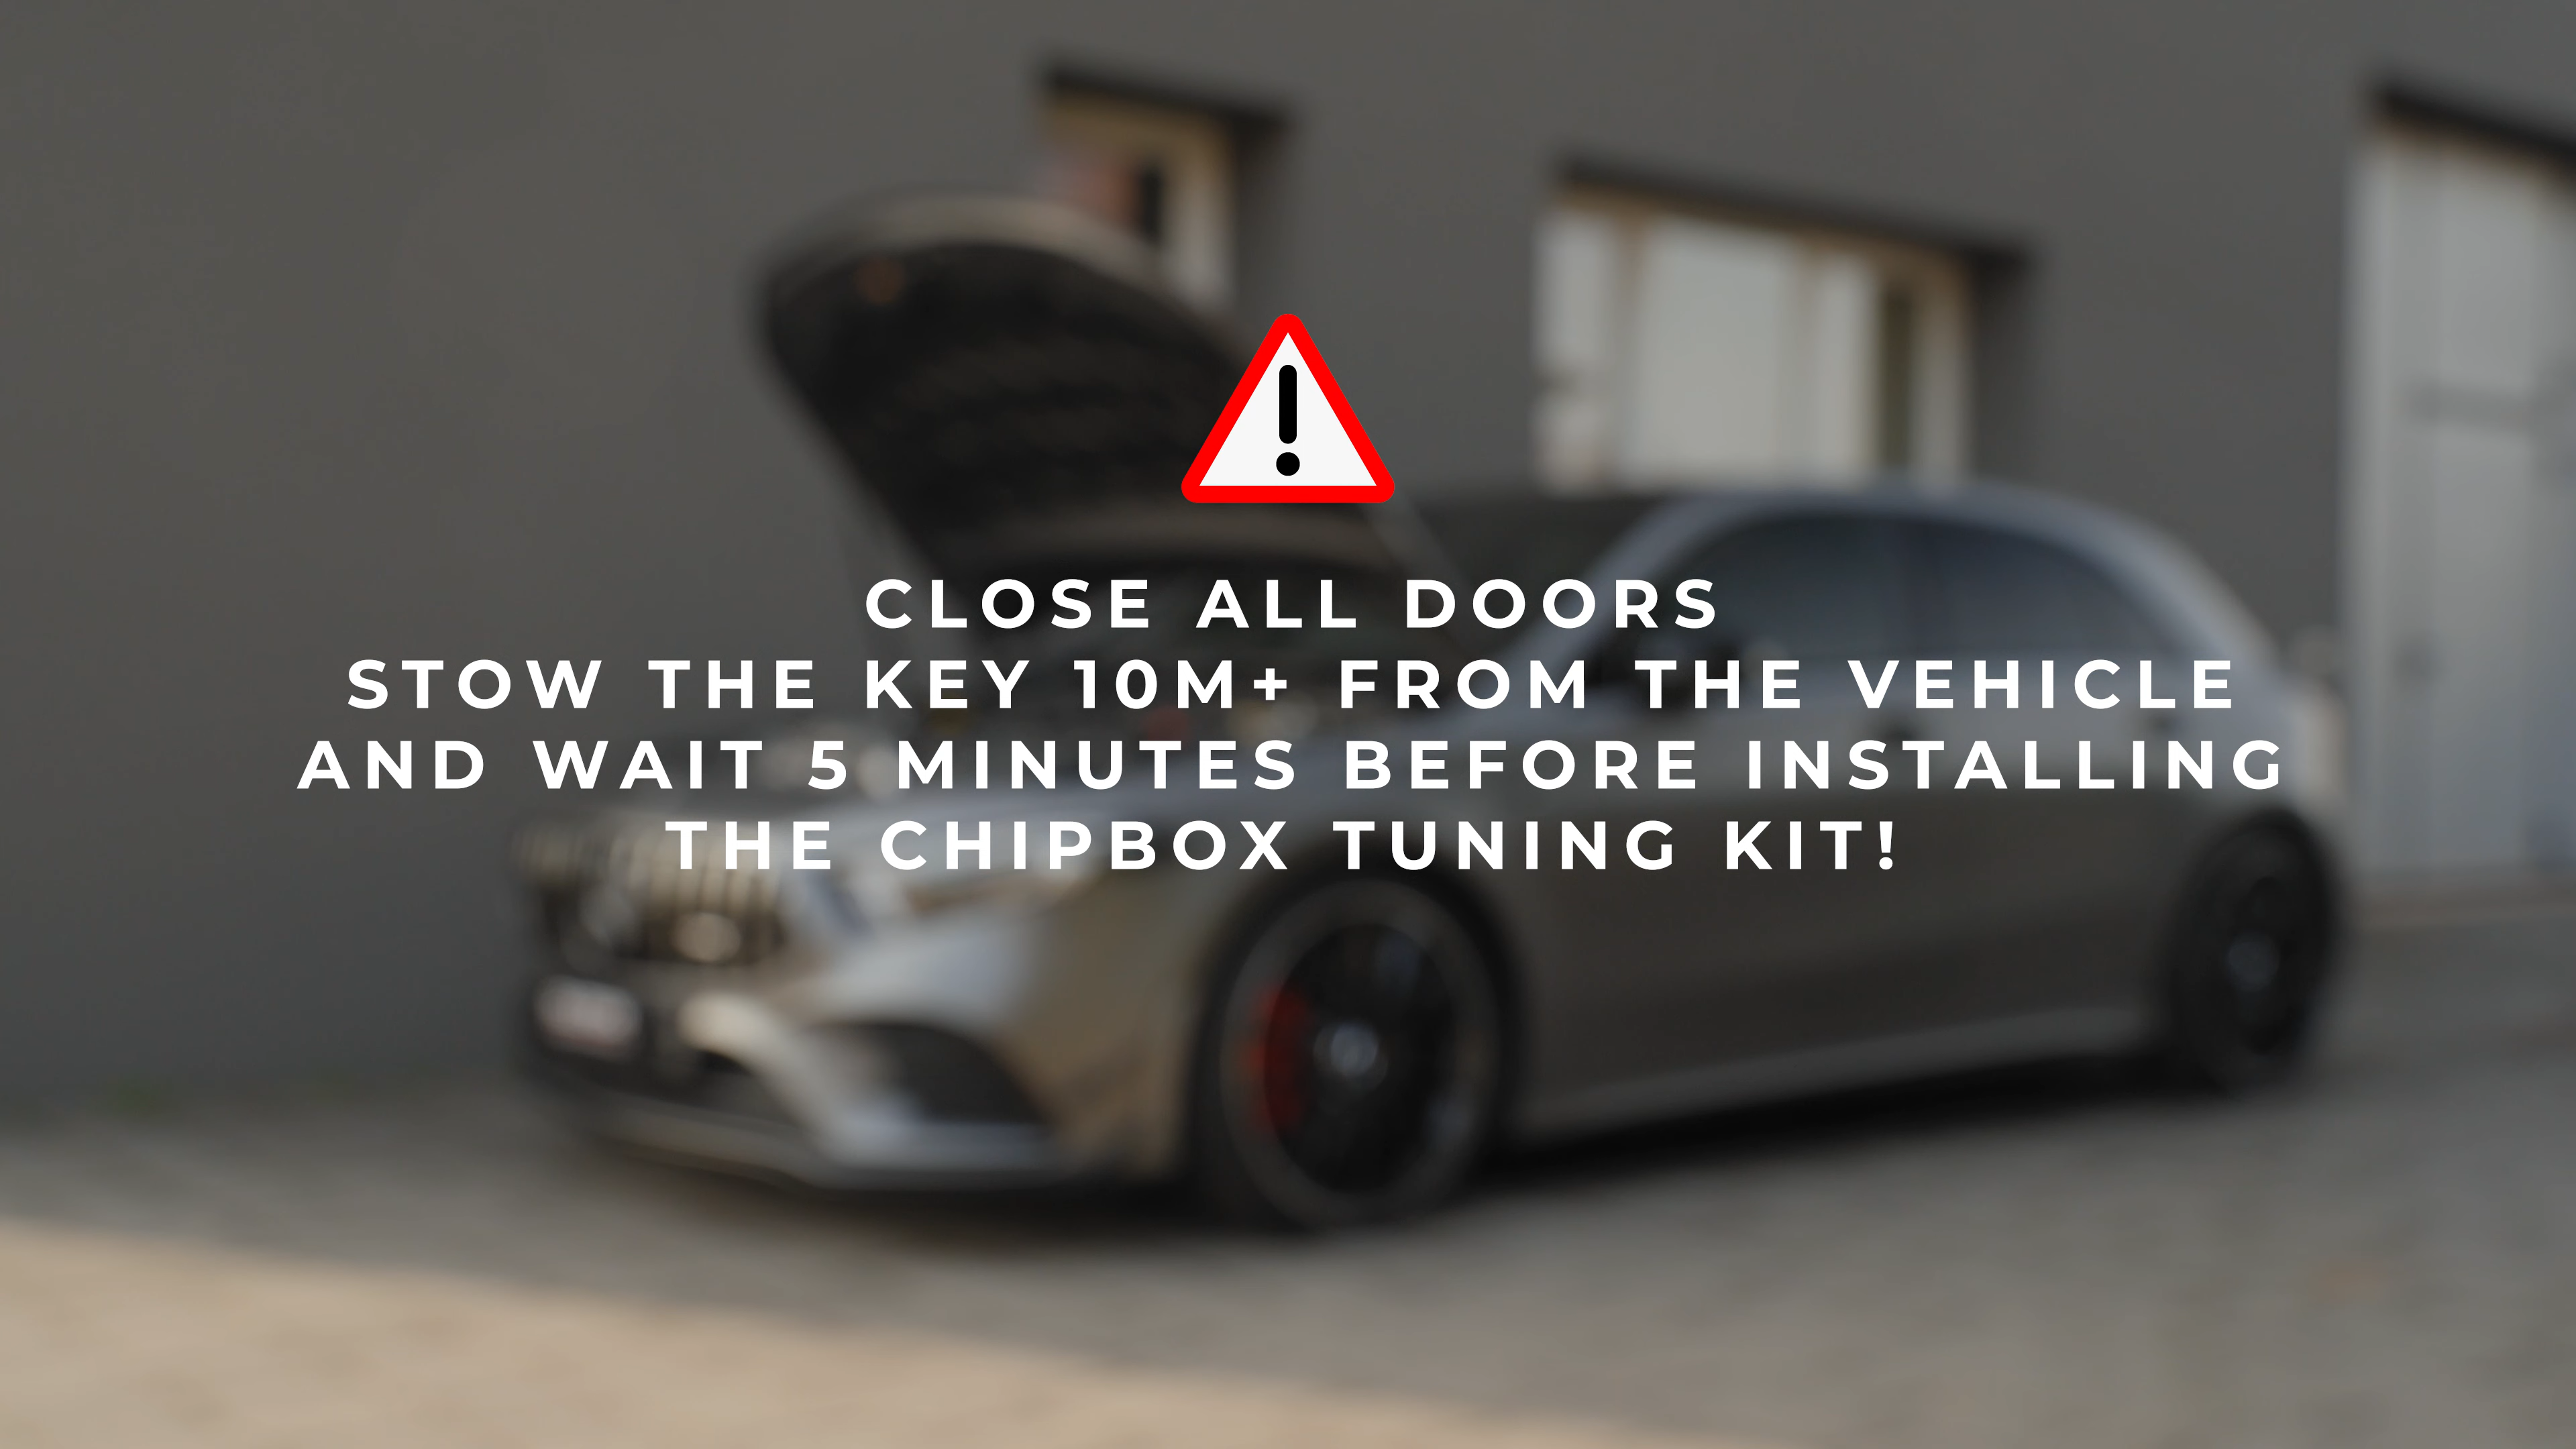 CLOSE ALL DOORS
STOW THE KEY 10M+ FROM THE VEHICLE
AND WAIT 5 MINUTES BEFORE INSTALLING
THE CHIPBOX TUNING KIT!